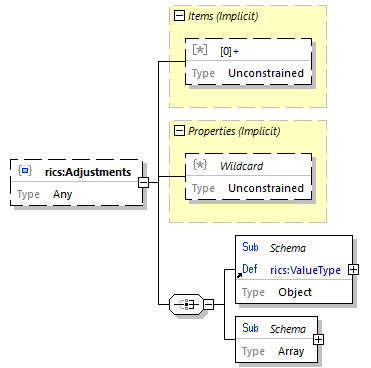 Items (Implicit)
[0]+
Type Unconstrained
Properties (Implicit)
Wildcard
Type Unconstrained
rics:Adjustments
Type Any
Sub Schema
Def rics:ValueType
Type Object
Sub Schema
Type Array